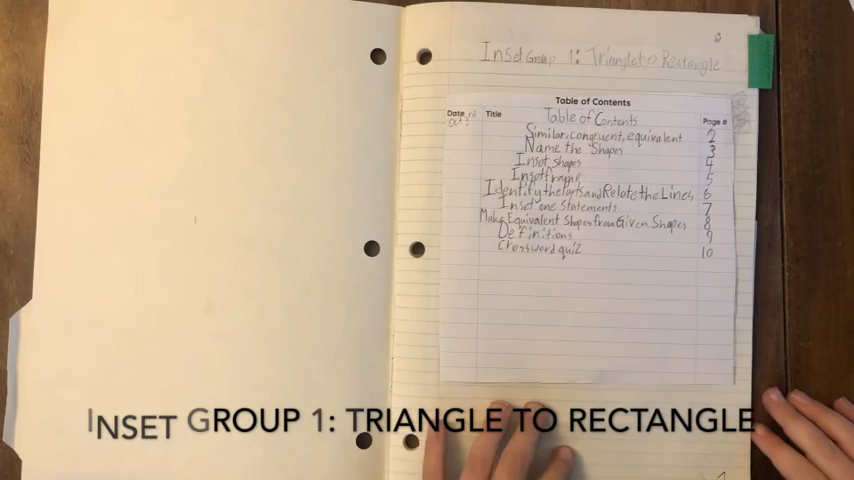 Inset Group 1: Triangle to Rectangle
Table of Contents
Date Title Page #
Oct 3rd Table of Contents
Similar, congruent, equivalent 2
Name the Shapes 3
Inset shapes 4
Inset frame 5
Identify the Parts and Relate the Lines 6
Inset one Statements 7
Make Equivalent Shapes from Given Shapes 8
Definitions 9
Crossword quiz 10
INSET GROUP 1: TRIANGLE TO RECTANGLE